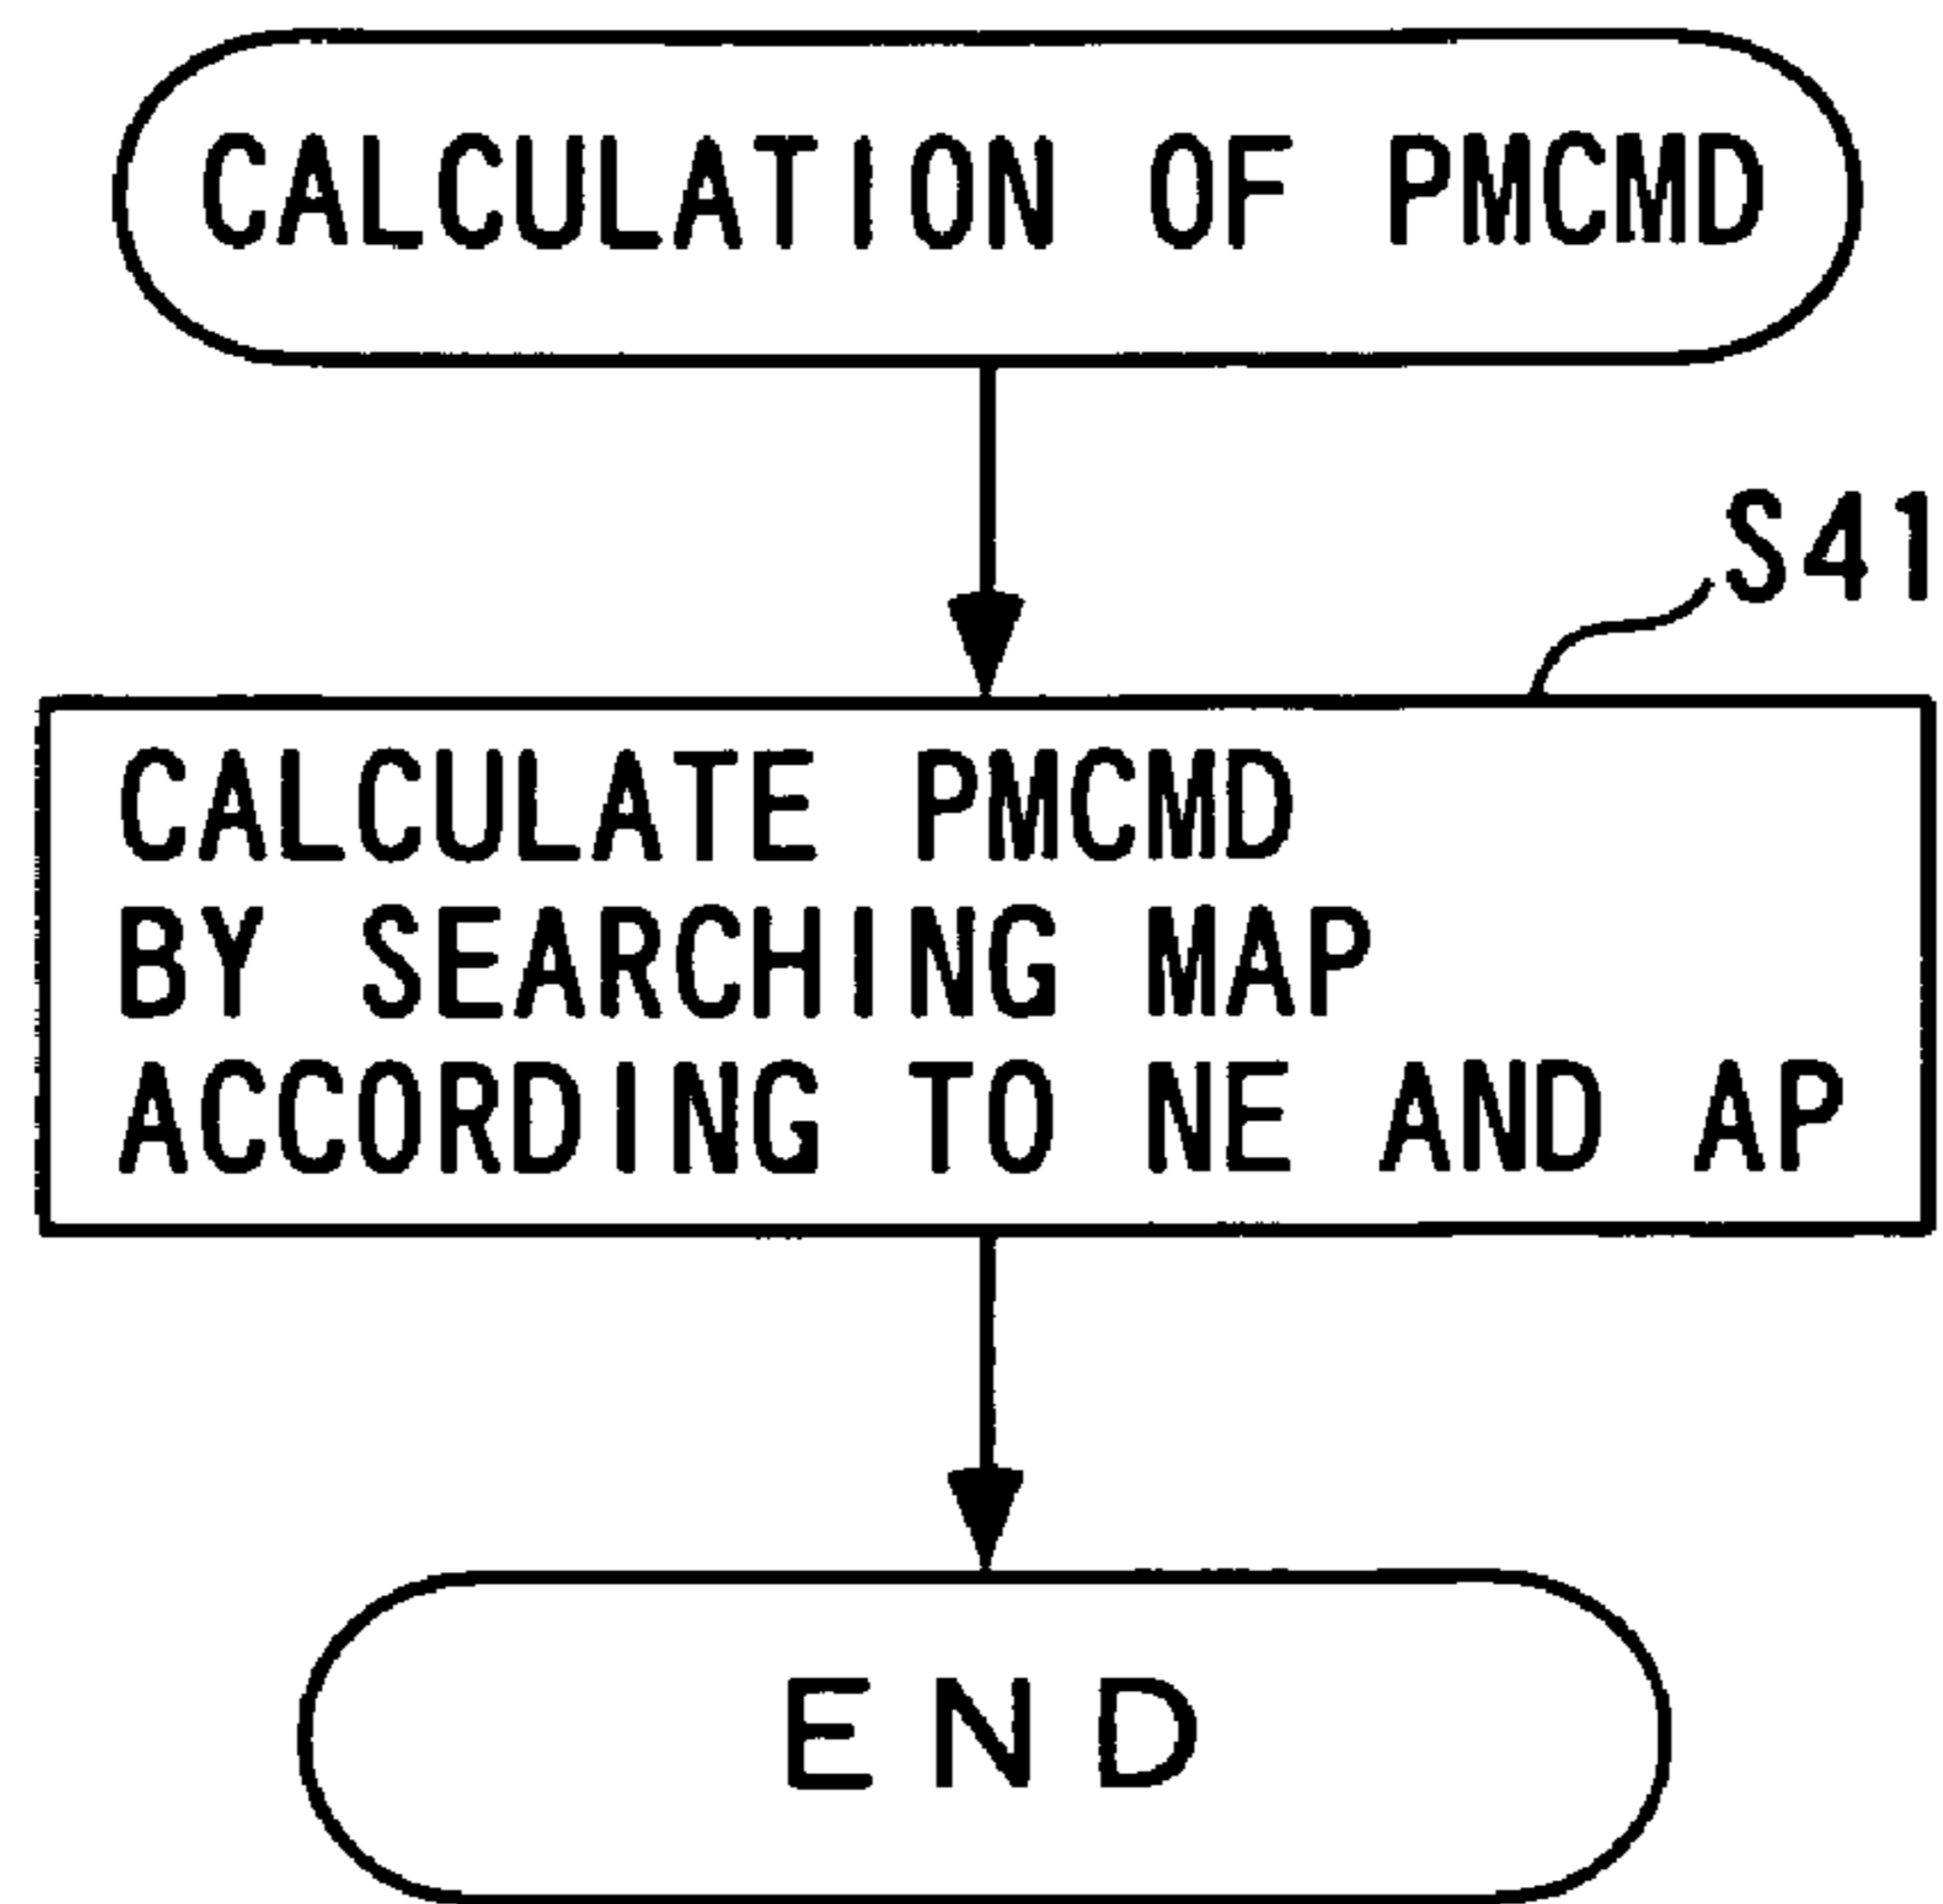 CALCULATION OF PMCMD
S41
CALCULATE PMCMD
BY SEARCHING MAP
ACCORDING TO NE AND AP
END